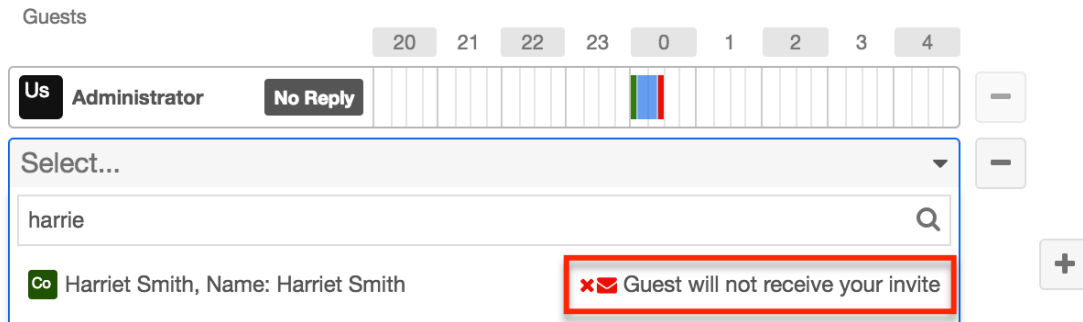 Guests
20 21 22 23 0 1 2 3 4
Us Administrator No Reply
Select...
harrie
Co Harriet Smith, Name: Harriet Smith Guest will not receive your invite